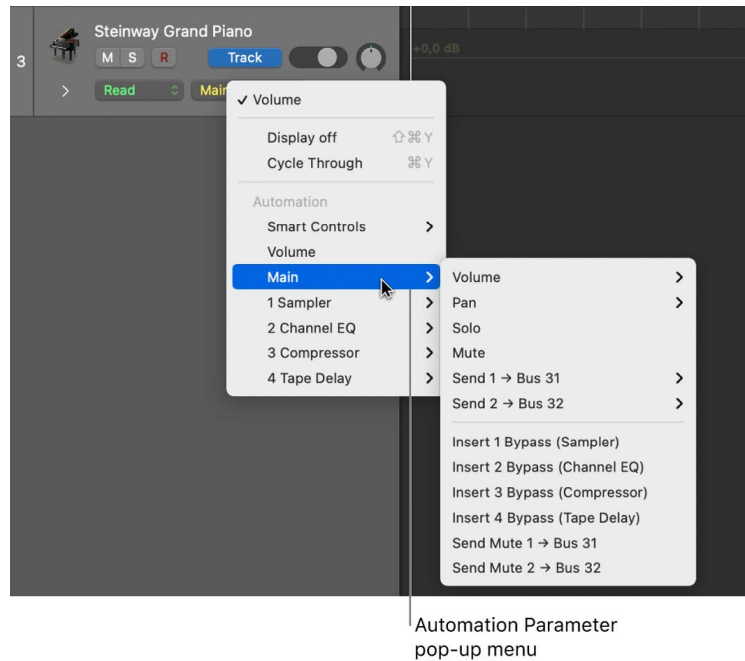 Steinway Grand Piano
3
M S R Track
+0,0 dB
Read Main
✓ Volume
Display off ⇧⌘Y
Cycle Through ⌘Y
Automation
Smart Controls
Volume
Main
1 Sampler
2 Channel EQ
3 Compressor
4 Tape Delay
Volume
Pan
Solo
Mute
Send 1 → Bus 31
Send 2 → Bus 32
Insert 1 Bypass (Sampler)
Insert 2 Bypass (Channel EQ)
Insert 3 Bypass (Compressor)
Insert 4 Bypass (Tape Delay)
Send Mute 1 → Bus 31
Send Mute 2 → Bus 32
Automation Parameter
pop-up menu